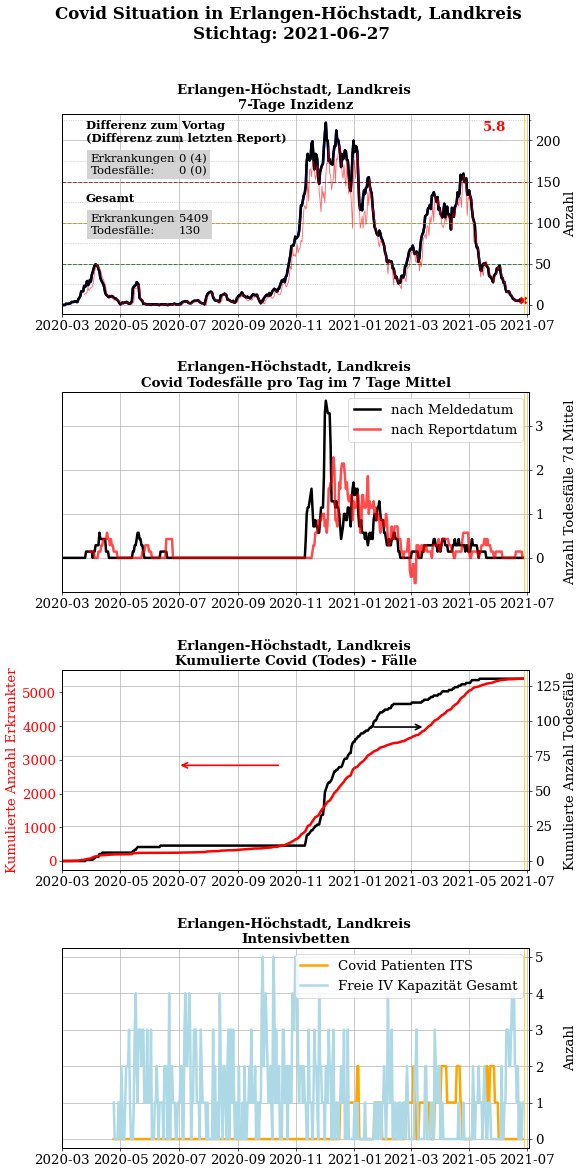 Covid Situation in Erlangen-Höchstadt, Landkreis
Stichtag: 2021-06-27
Erlangen-Höchstadt, Landkreis
7-Tage Inzidenz
Differenz zum Vortag
(Differenz zum letzten Report)
Erkrankungen 0 (4)
Todesfälle: 0 (0)
Gesamt
Erkrankungen 5409
Todesfälle: 130
5.8
200
150
100
50
0
Anzahl
2020-03 2020-05 2020-07 2020-09 2020-11 2021-01 2021-03 2021-05 2021-07
Erlangen-Höchstadt, Landkreis
Covid Todesfälle pro Tag im 7 Tage Mittel
nach Meldedatum
nach Reportdatum
3
2
1
0
Anzahl Todesfälle 7d Mittel
2020-03 2020-05 2020-07 2020-09 2020-11 2021-01 2021-03 2021-05 2021-07
Erlangen-Höchstadt, Landkreis
Kumulierte Covid (Todes) - Fälle
Kumulierte Anzahl Erkrankter
5000
4000
3000
2000
1000
0
125
100
75
50
25
0
Kumulierte Anzahl Todesfälle
2020-03 2020-05 2020-07 2020-09 2020-11 2021-01 2021-03 2021-05 2021-07
Erlangen-Höchstadt, Landkreis
Intensivbetten
Covid Patienten ITS
Freie IV Kapazität Gesamt
5
4
3
2
1
0
Anzahl
2020-03 2020-05 2020-07 2020-09 2020-11 2021-01 2021-03 2021-05 2021-07